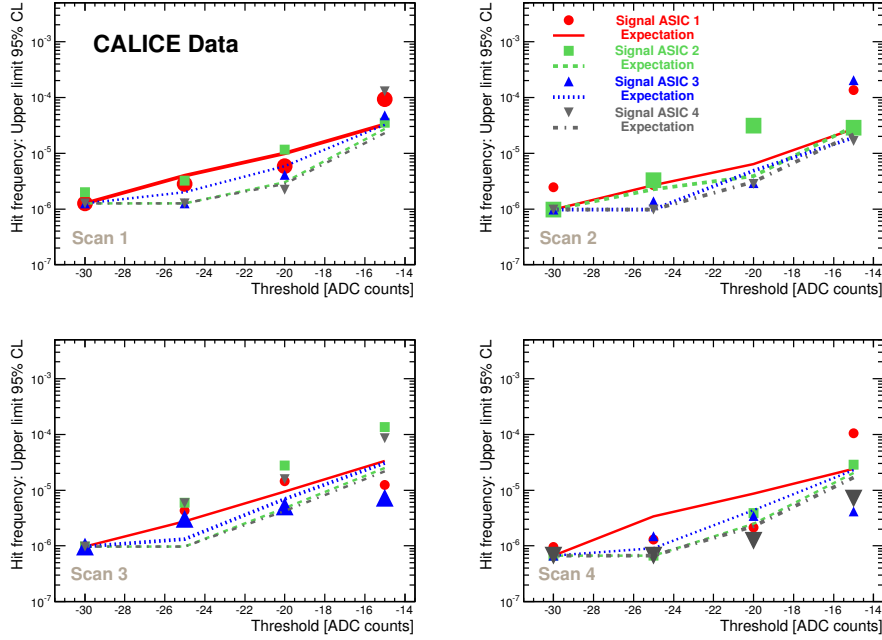 CALICE Data
Hit frequency: Upper limit 95% CL
10⁻³
10⁻⁴
10⁻⁵
10⁻⁶
10⁻⁷
Scan 1
-30 -28 -26 -24 -22 -20 -18 -16 -14
Threshold [ADC counts]
Signal ASIC 1
Expectation
Signal ASIC 2
Expectation
Signal ASIC 3
Expectation
Signal ASIC 4
Expectation
Hit frequency: Upper limit 95% CL
10⁻³
10⁻⁴
10⁻⁵
10⁻⁶
10⁻⁷
Scan 2
-30 -28 -26 -24 -22 -20 -18 -16 -14
Threshold [ADC counts]
Hit frequency: Upper limit 95% CL
10⁻³
10⁻⁴
10⁻⁵
10⁻⁶
10⁻⁷
Scan 3
-30 -28 -26 -24 -22 -20 -18 -16 -14
Threshold [ADC counts]
Hit frequency: Upper limit 95% CL
10⁻³
10⁻⁴
10⁻⁵
10⁻⁶
10⁻⁷
Scan 4
-30 -28 -26 -24 -22 -20 -18 -16 -14
Threshold [ADC counts]